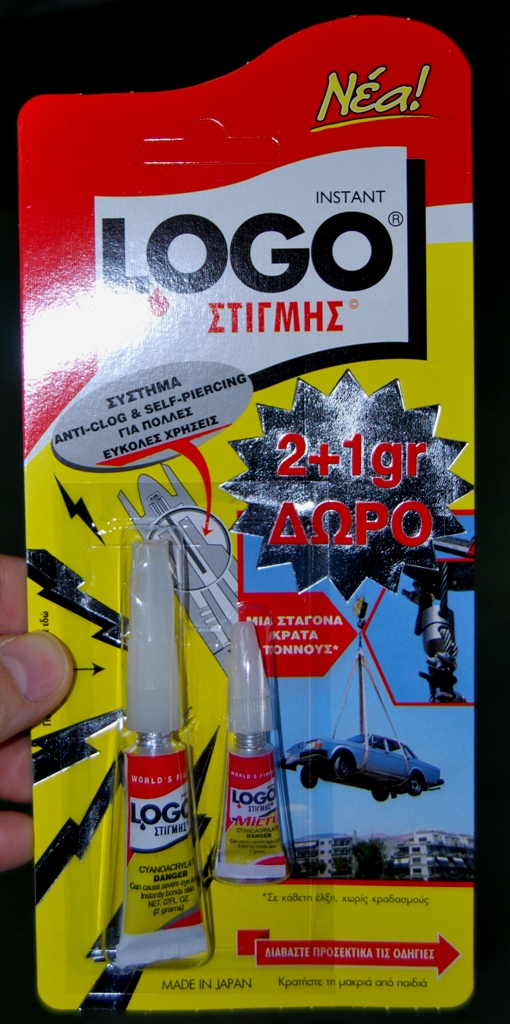 Νέα!
INSTANT
LOGO®
ΣΤΙΓΜΗΣ©
ΣΥΣΤΗΜΑ
ANTI-CLOG & SELF-PIERCING
ΓΙΑ ΠΟΛΛΕΣ
ΕΥΚΟΛΕΣ ΧΡΗΣΕΙΣ
2+1gr
ΔΩΡΟ
ΜΙΑ ΣΤΑΓΟΝΑ
ΚΡΑΤΑ
ΤΟΝΝΟΥΣ*
εδώ
WORLD'S
LOGO
ΣΤΙΓΜΗΣ
CYANOACRYLATE
DANGER
Can cause severe eye
Instantly bonds skin
NET. 07FL. OZ.
(2 grams)
WORLD'S
LOGO
ΣΤΙΓΜΗΣ
MICRO
CYANOACRYLATE
DANGER
*Σε κάθετη έλξη, χωρίς κραδασμούς
ΔΙΑΒΑΣΤΕ ΠΡΟΣΕΚΤΙΚΑ ΤΙΣ ΟΔΗΓΙΕΣ
MADE IN JAPAN Κρατήστε τη μακριά από παιδιά